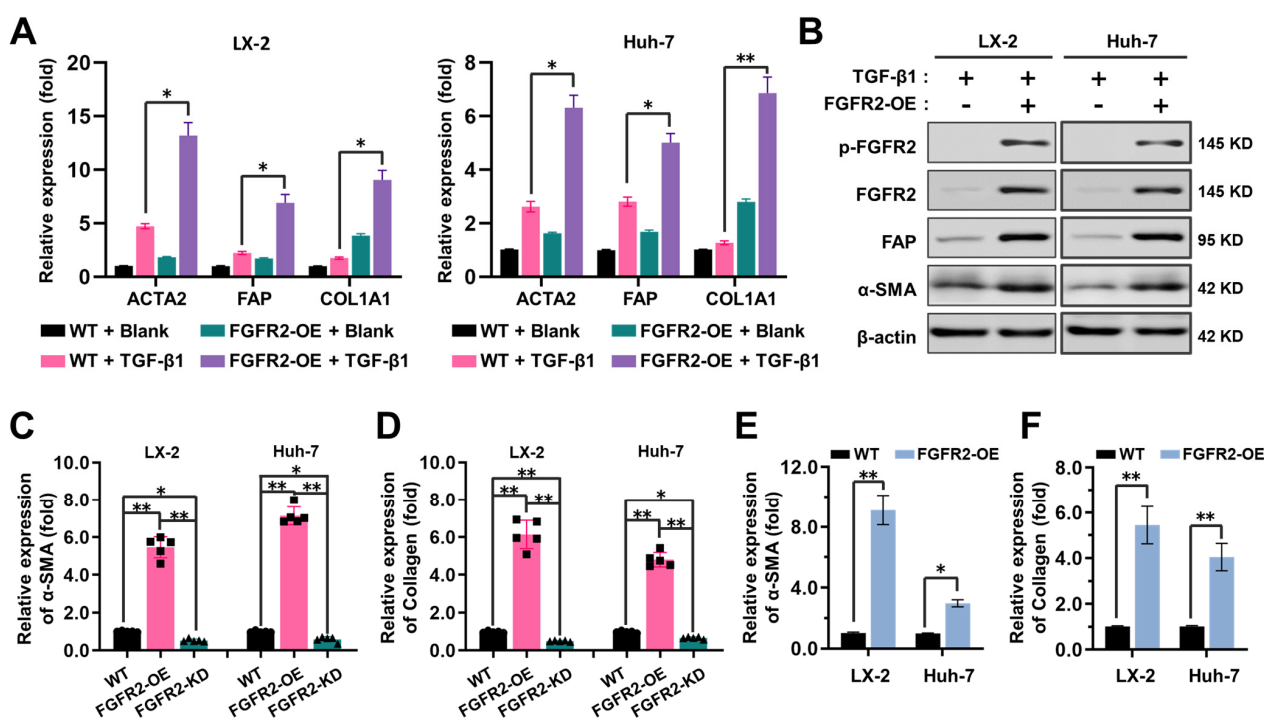 A
LX-2
Relative expression (fold)
20
15
10
5
0
*
*
*
ACTA2 FAP COL1A1
WT + Blank FGFR2-OE + Blank
WT + TGF-β1 FGFR2-OE + TGF-β1
Huh-7
Relative expression (fold)
8
6
4
2
0
*
*
**
ACTA2 FAP COL1A1
WT + Blank FGFR2-OE + Blank
WT + TGF-β1 FGFR2-OE + TGF-β1
B
LX-2 Huh-7
TGF-β1 : + + + +
FGFR2-OE : - + - +
p-FGFR2 145 KD
FGFR2 145 KD
FAP 95 KD
α-SMA 42 KD
β-actin 42 KD
C
LX-2 Huh-7
Relative expression
of α-SMA (fold)
10.0
8.0
6.0
4.0
2.0
0.0
*
** **
*
** **
WT FGFR2-OE FGFR2-KD WT FGFR2-OE FGFR2-KD
D
LX-2 Huh-7
Relative expression
of Collagen (fold)
10.0
8.0
6.0
4.0
2.0
0.0
**
** **
*
** **
WT FGFR2-OE FGFR2-KD WT FGFR2-OE FGFR2-KD
E
WT FGFR2-OE
Relative expression
of α-SMA (fold)
12.0
8.0
4.0
0.0
**
*
LX-2 Huh-7
F
WT FGFR2-OE
Relative expression
of Collagen (fold)
8.0
6.0
4.0
2.0
0.0
**
**
LX-2 Huh-7